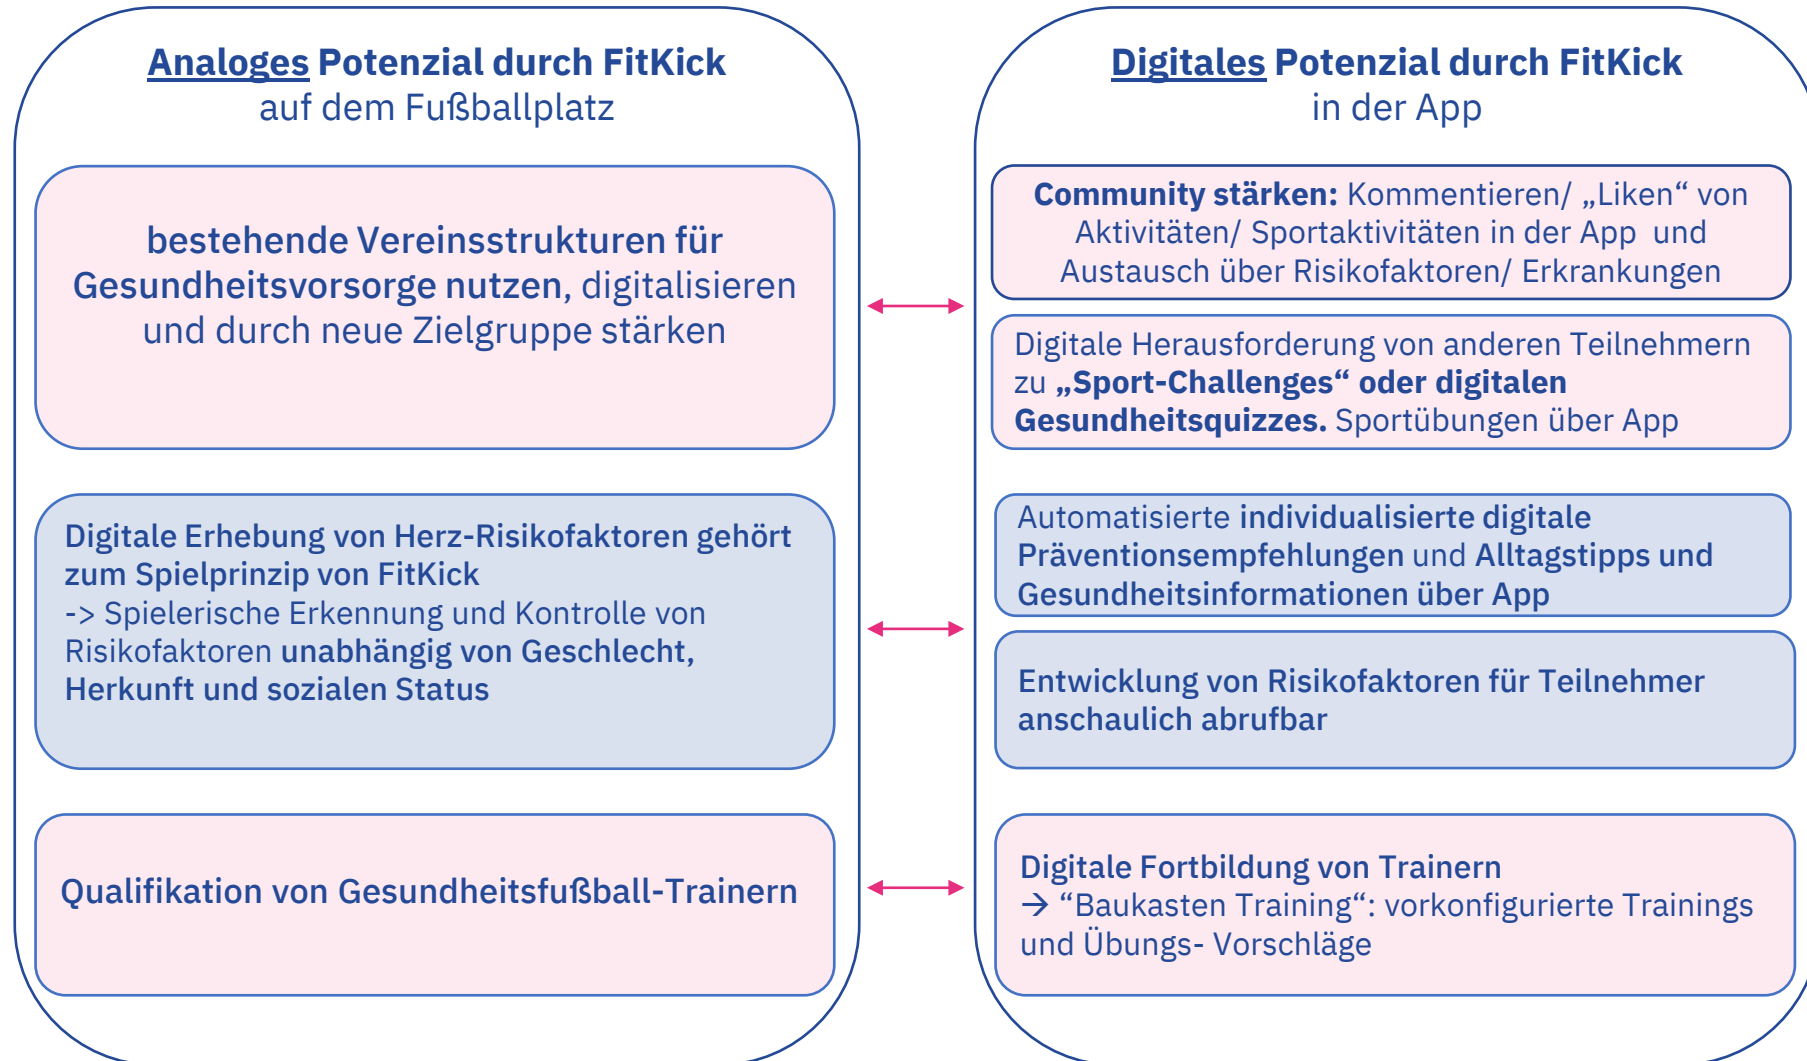 Analoges Potenzial durch FitKick
auf dem Fußballplatz
bestehende Vereinsstrukturen für
Gesundheitsvorsorge nutzen, digitalisieren
und durch neue Zielgruppe stärken
Digitale Erhebung von Herz-Risikofaktoren gehört
zum Spielprinzip von FitKick
-> Spielerische Erkennung und Kontrolle von
Risikofaktoren unabhängig von Geschlecht,
Herkunft und sozialen Status
Qualifikation von Gesundheitsfußball-Trainern
Digitales Potenzial durch FitKick
in der App
Community stärken: Kommentieren/ „Liken“ von
Aktivitäten/ Sportaktivitäten in der App  und
Austausch über Risikofaktoren/ Erkrankungen
Digitale Herausforderung von anderen Teilnehmern
zu „Sport-Challenges“ oder digitalen
Gesundheitsquizzes. Sportübungen über App
Automatisierte individualisierte digitale
Präventionsempfehlungen und Alltagstipps und
Gesundheitsinformationen über App
Entwicklung von Risikofaktoren für Teilnehmer
anschaulich abrufbar
Digitale Fortbildung von Trainern
→ “Baukasten Training“: vorkonfigurierte Trainings
und Übungs- Vorschläge